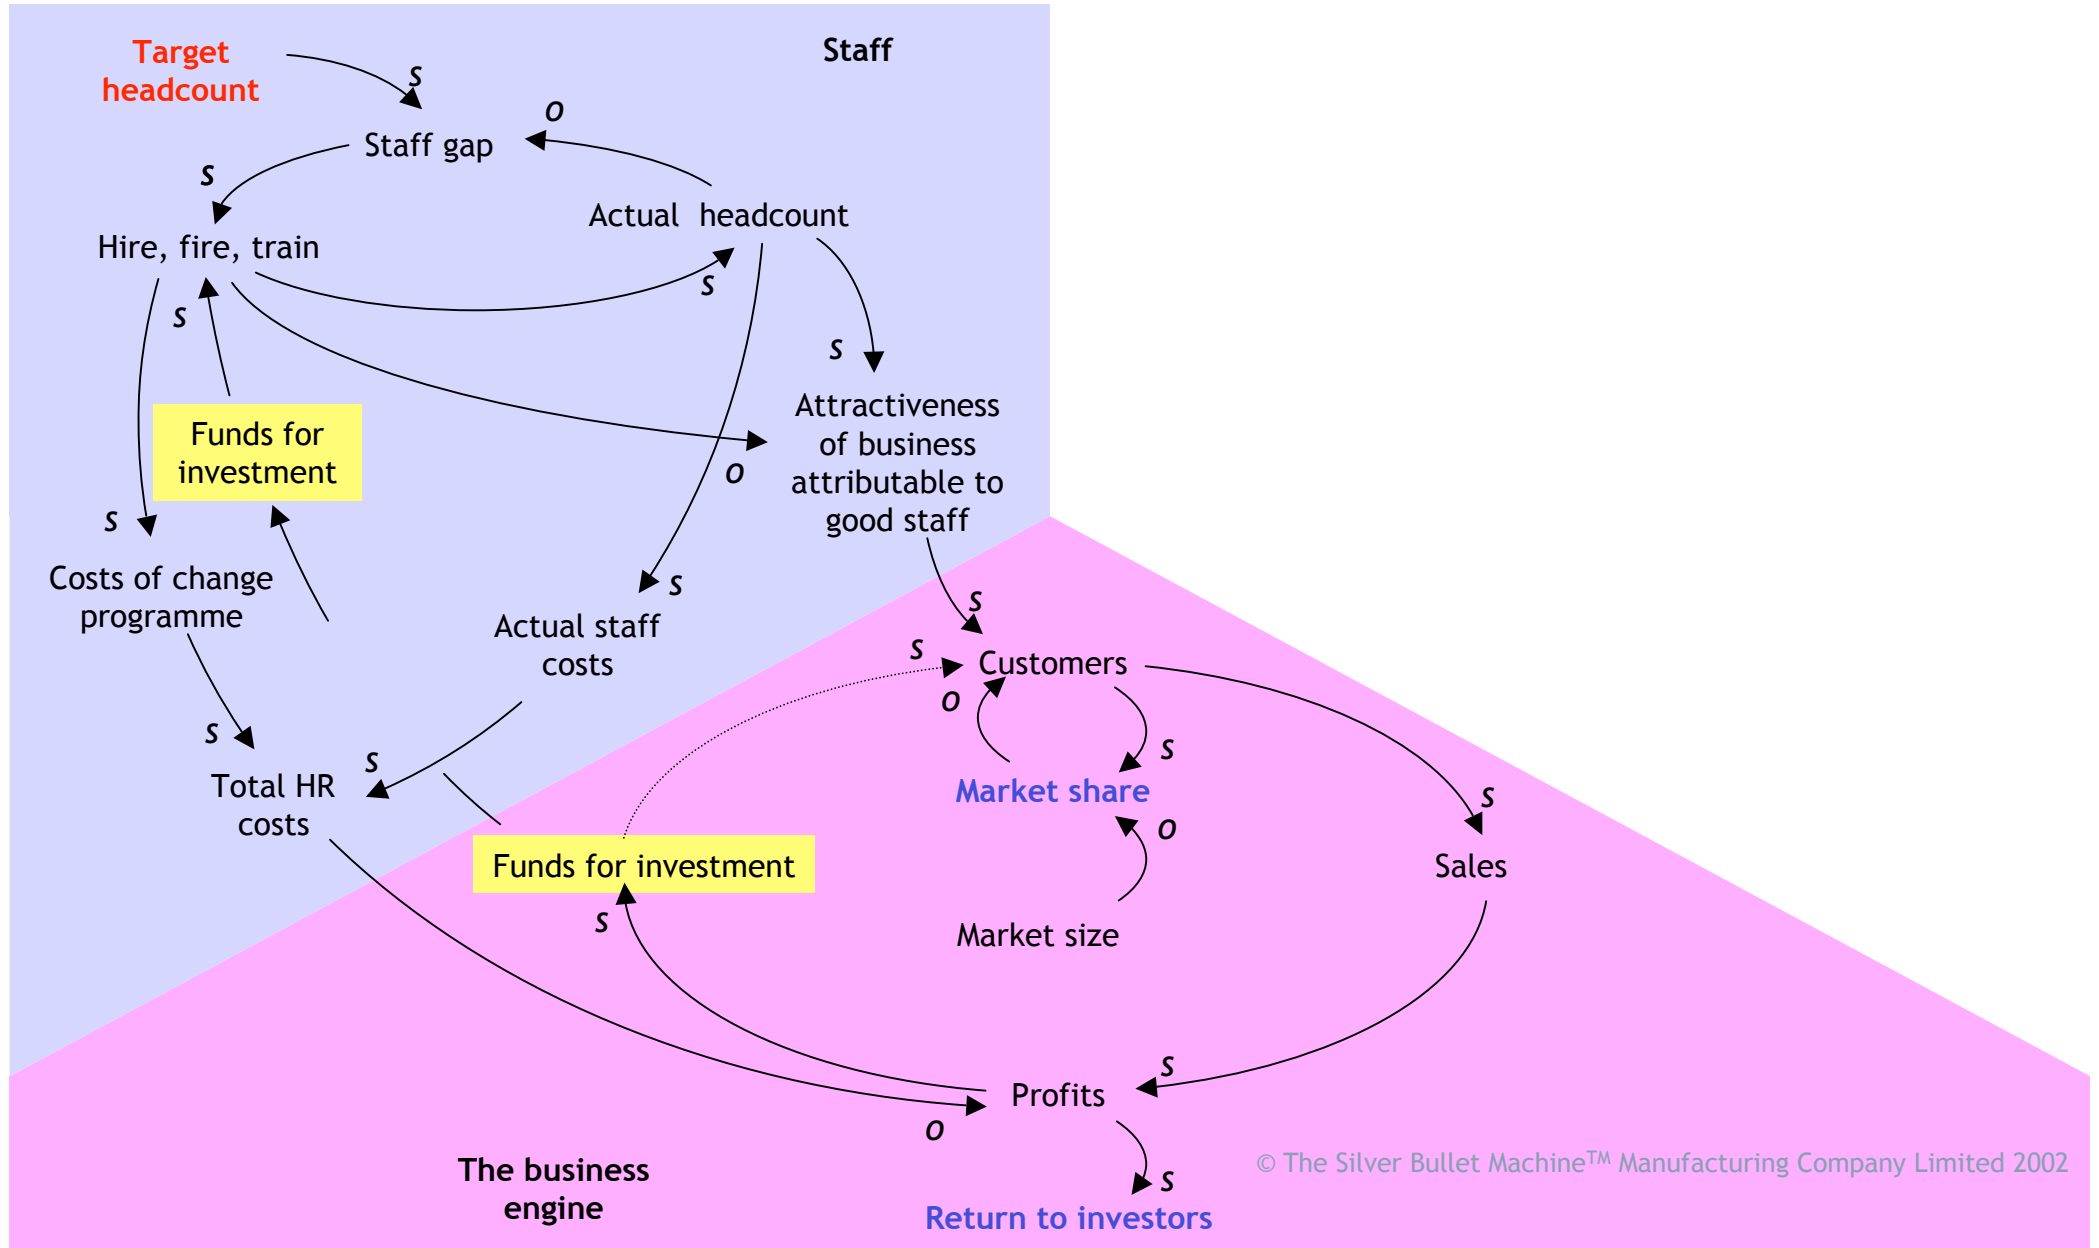 Target
headcount
Staff
S
O
Staff gap
S
Actual headcount
Hire, fire, train
S
S
S
Attractiveness
of business
attributable to
good staff
Funds for
investment
O
S
Costs of change
programme
S
Actual staff
costs
S
S
Customers
O
S
S
S
Market share
Total HR
costs
S
O
Funds for investment
Sales
S
Market size
S
Profits
O
The business
engine
© The Silver Bullet Machine™ Manufacturing Company Limited 2002
S
Return to investors